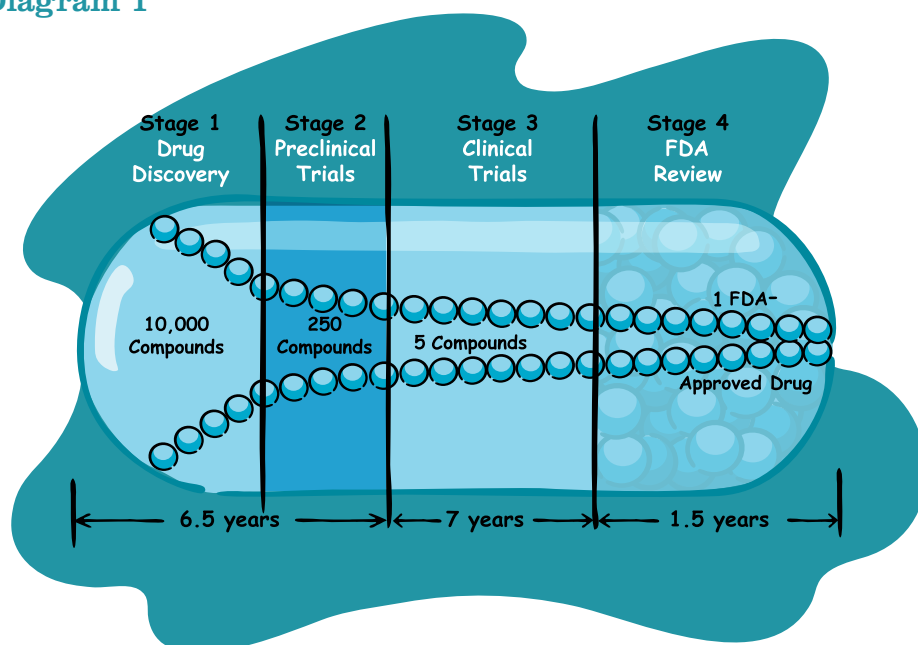 Diagram 1
Stage 1
Drug
Discovery
Stage 2
Preclinical
Trials
Stage 3
Clinical
Trials
Stage 4
FDA
Review
10,000
Compounds
250
Compounds
5 Compounds
1 FDA-
Approved Drug
6.5 years
7 years
1.5 years